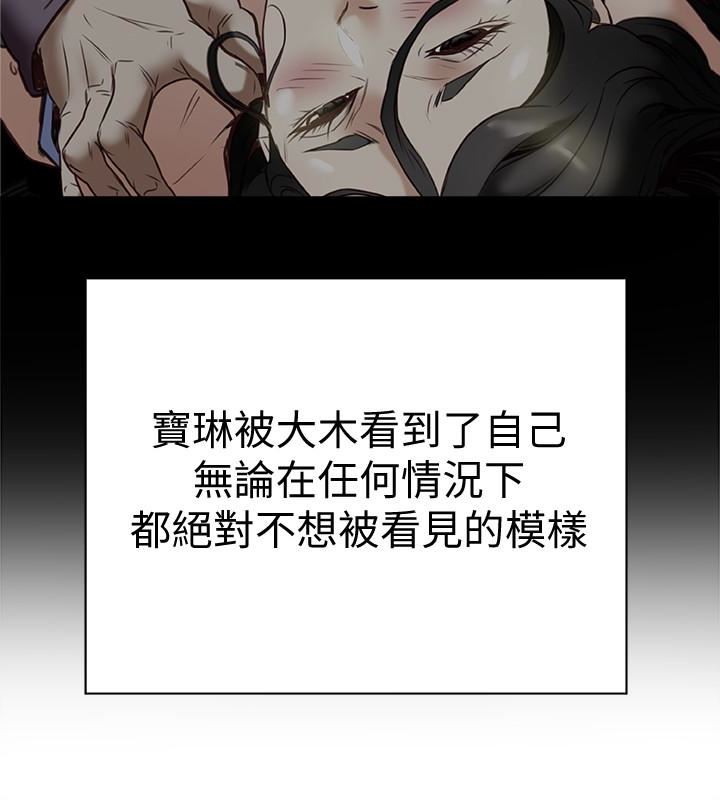 寶琳被大木看到了自己
無論在任何情況下
都絕對不想被看見的模樣